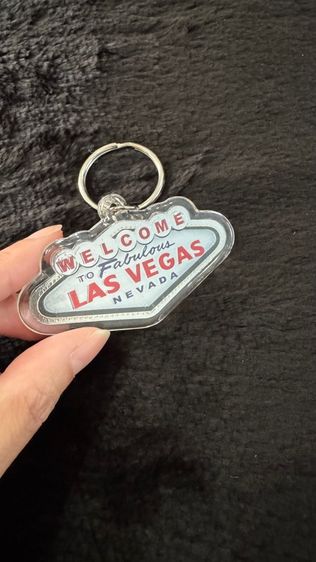 WELCOME
TO Fabulous
LAS VEGAS
NEVADA